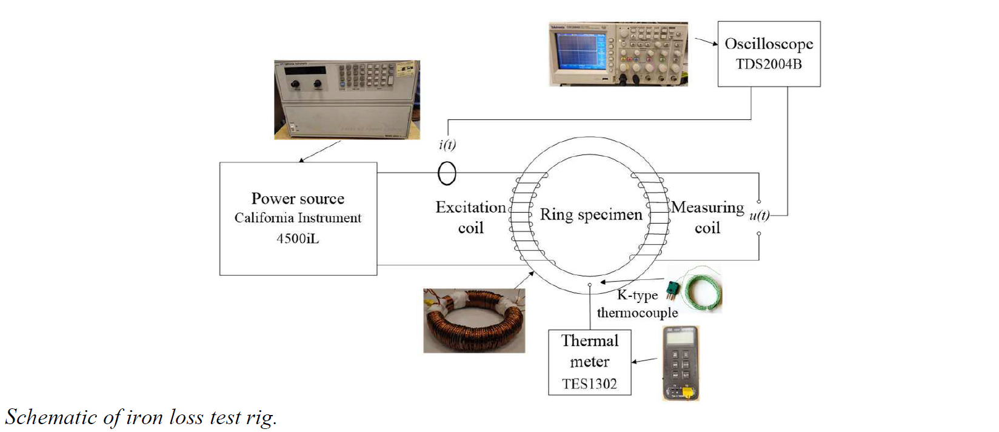 Oscilloscope
TDS2004B
i(t)
Power source
California Instrument
4500iL
Excitation
coil
Ring specimen
Measuring
coil
u(t)
K-type
thermocouple
Thermal
meter
TES1302
Schematic of iron loss test rig.